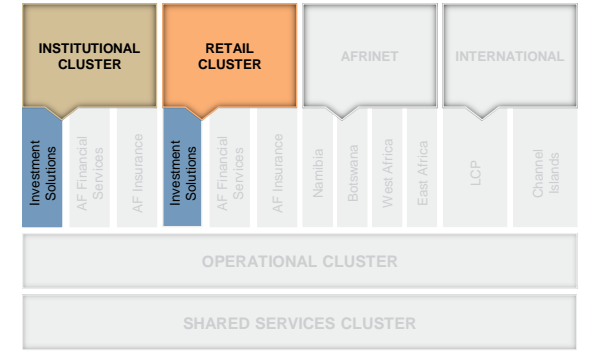 INSTITUTIONAL
CLUSTER
RETAIL
CLUSTER
AFRINET
INTERNATIONAL
Investment
Solutions
AF Financial
Services
AF Insurance
Investment
Solutions
AF Financial
Services
AF Insurance
Namibia
Botswana
West Africa
East Africa
LCP
Channel
Islands
OPERATIONAL CLUSTER
SHARED SERVICES CLUSTER